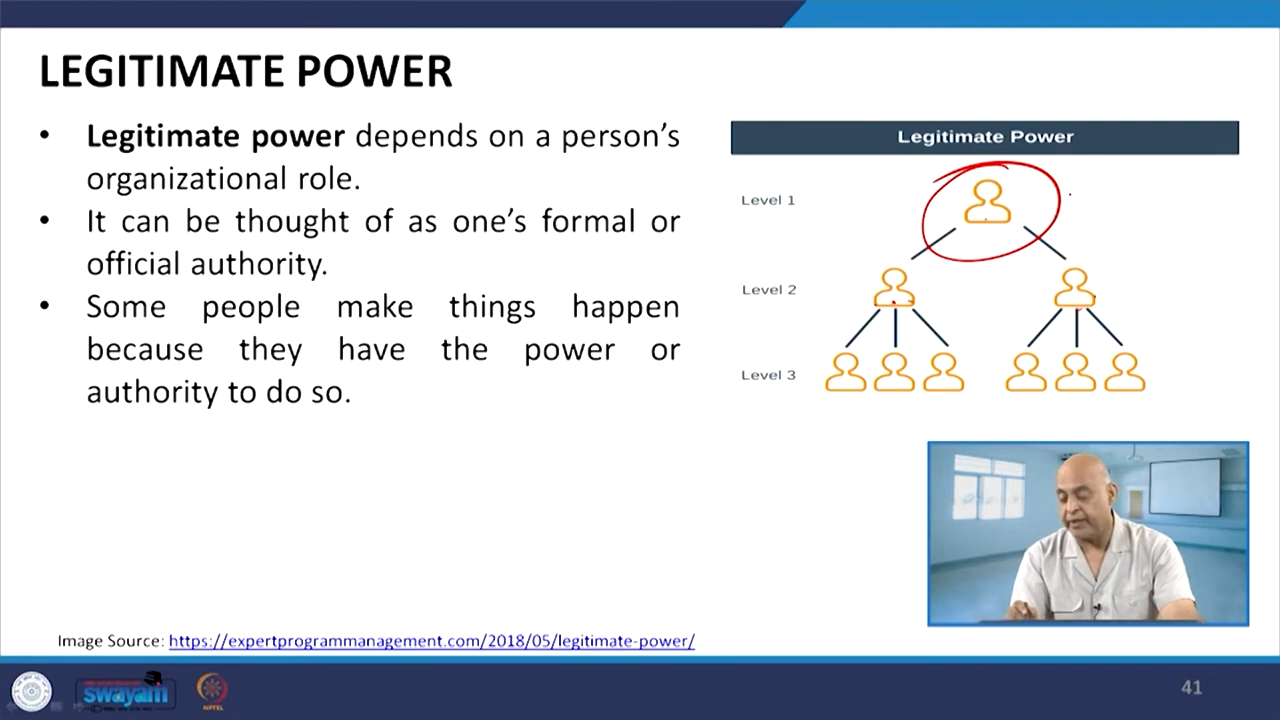 LEGITIMATE POWER
• Legitimate power depends on a person's
organizational role.
• It can be thought of as one's formal or
official authority.
• Some people make things happen
because they have the power or
authority to do so.
Legitimate Power
Level 1
Level 2
Level 3
Image Source: https://expertprogrammanagement.com/2018/05/legitimate-power/
swayam
NPTEL
41